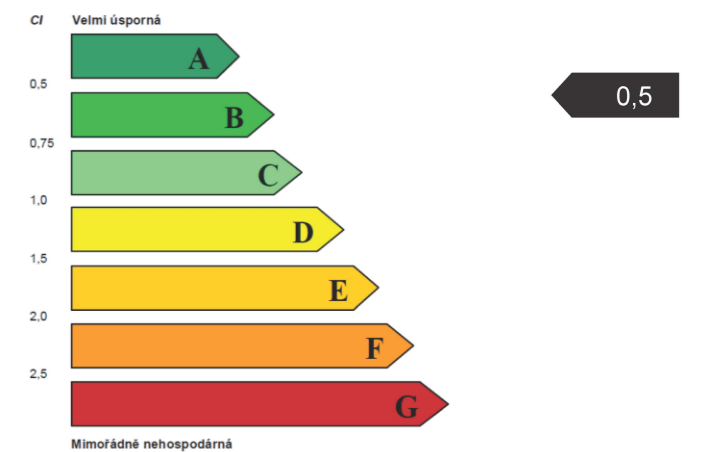 CI Velmi úsporná
A
0,5
0,5
B
0,75
C
1,0
D
1,5
E
2,0
F
2,5
G
Mimořádně nehospodárná